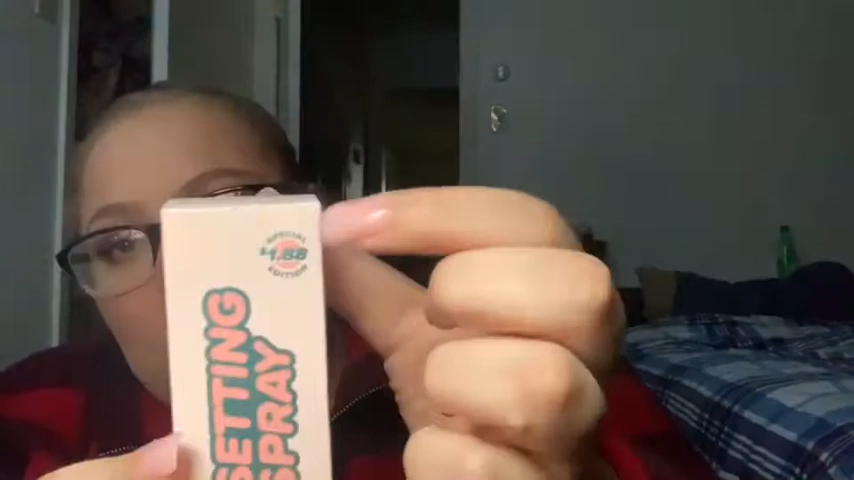 SPECIAL
$1.88
EDITION
SETTING
SPRAY